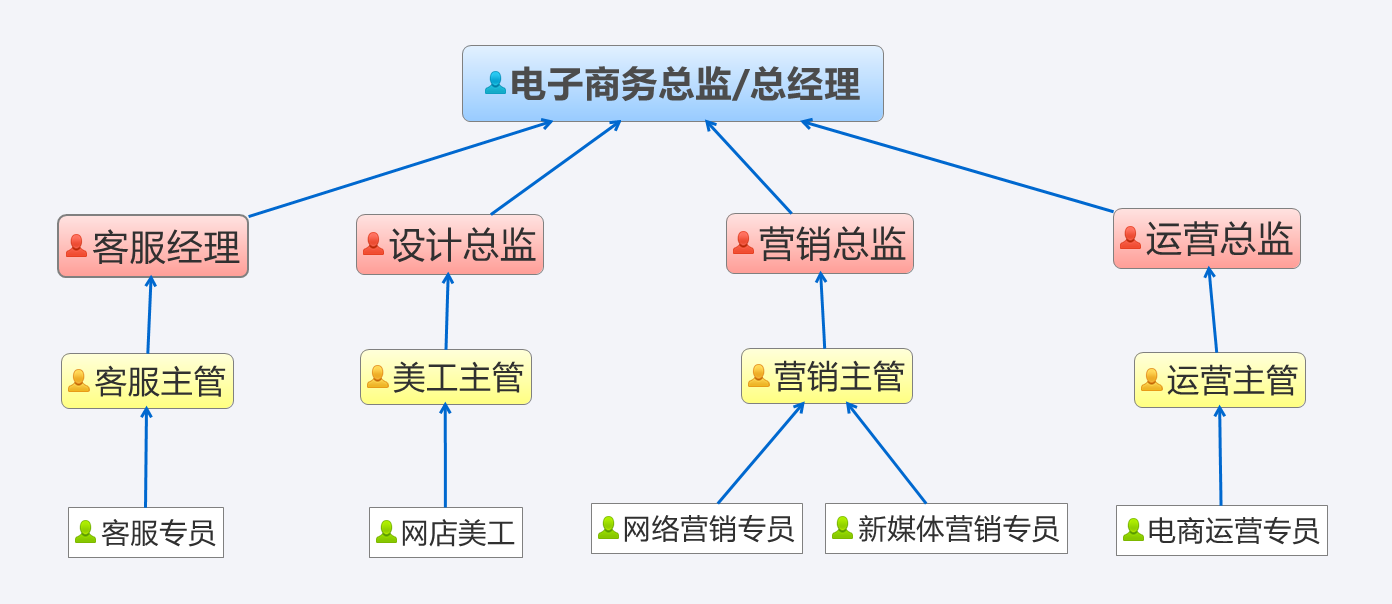 电子商务总监/总经理
客服经理
设计总监
营销总监
运营总监
客服主管
美工主管
营销主管
运营主管
客服专员
网店美工
网络营销专员
新媒体营销专员
电商运营专员